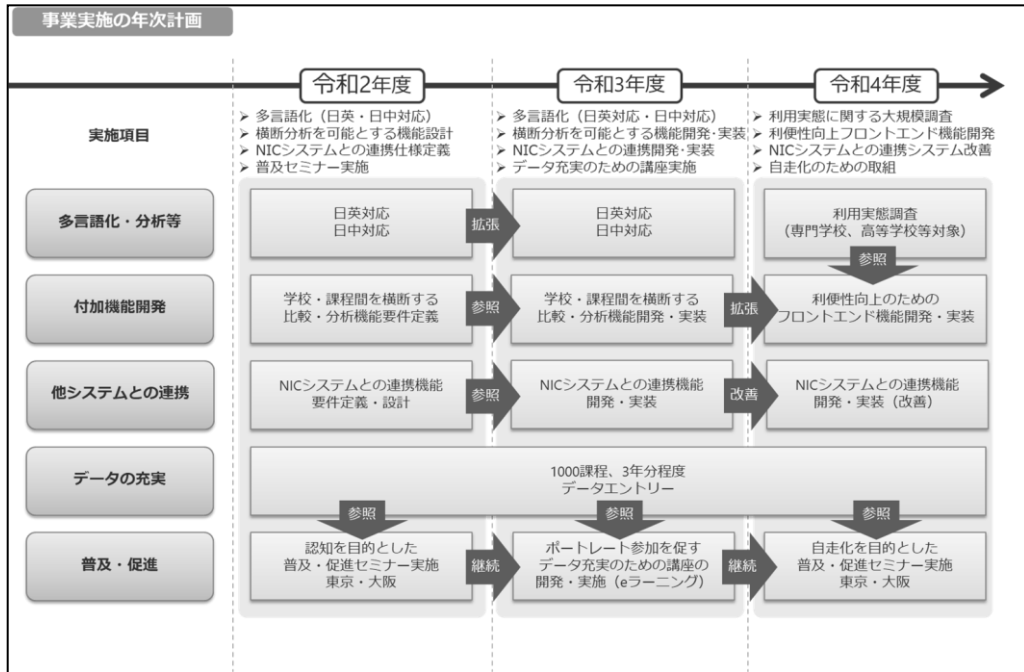 事業実施の年次計画
令和2年度
令和3年度
令和4年度
実施項目
➢ 多言語化（日英・日中対応）
➢ 横断分析を可能とする機能設計
➢ NICシステムとの連携仕様定義
➢ 普及セミナー実施
➢ 多言語化（日英対応・日中対応）
➢ 横断分析を可能とする機能開発・実装
➢ NICシステムとの連携開発・実装
➢ データ充実のための講座実施
➢ 利用実態に関する大規模調査
➢ 利便性向上フロントエンド機能開発
➢ NICシステムとの連携システム改善
➢ 自走化のための取組
多言語化・分析等
日英対応
日中対応
拡張
日英対応
日中対応
利用実態調査
（専門学校、高等学校等対象）
参照
付加機能開発
学校・課程間を横断する
比較・分析機能要件定義
参照
学校・課程間を横断する
比較・分析機能開発・実装
拡張
利便性向上のための
フロントエンド機能開発・実装
他システムとの連携
NICシステムとの連携機能
要件定義・設計
参照
NICシステムとの連携機能
開発・実装
改善
NICシステムとの連携機能
開発・実装（改善）
データの充実
1000課程、3年分程度
データエントリー
参照
参照
参照
普及・促進
認知を目的とした
普及・促進セミナー実施
東京・大阪
継続
ポートレート参加を促す
データ充実のための講座の
開発・実施（eラーニング）
継続
自走化を目的とした
普及・促進セミナー実施
東京・大阪